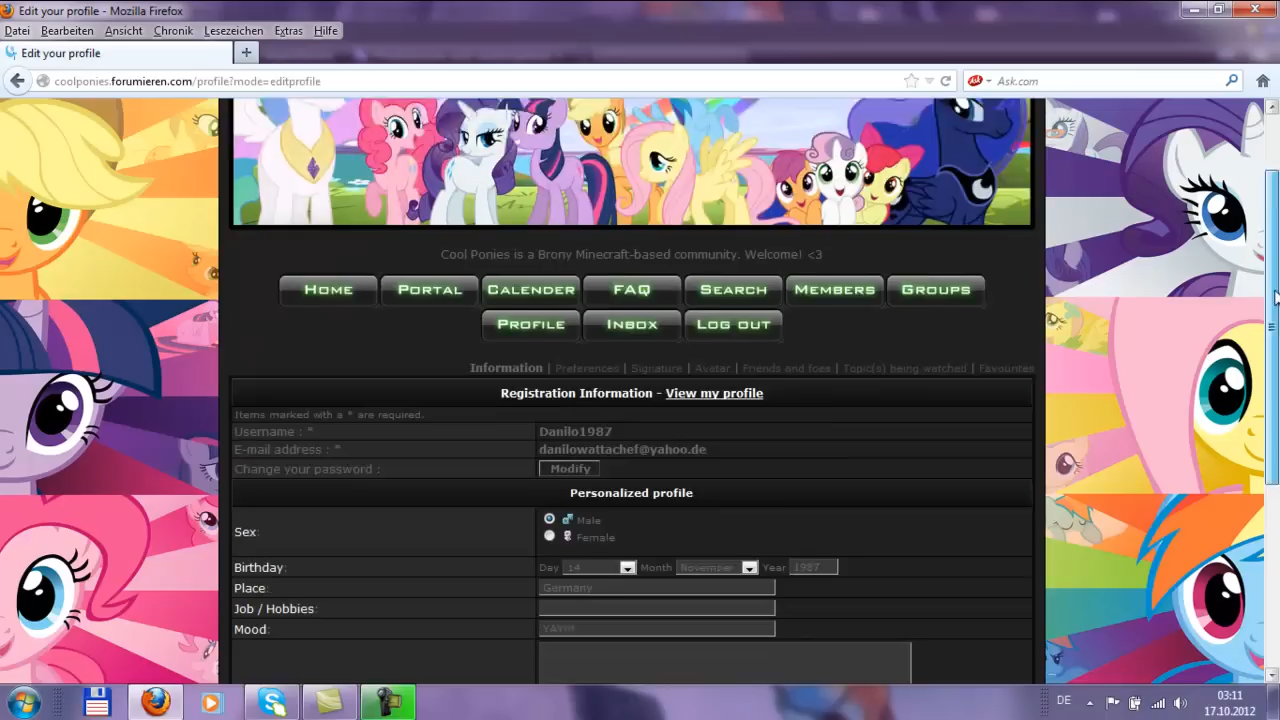 Edit your profile - Mozilla Firefox
Datei Bearbeiten Ansicht Chronik Lesezeichen Extras Hilfe
Edit your profile
coolponies.forumieren.com/profile?mode=editprofile Ask.com
Cool Ponies is a Brony Minecraft-based community. Welcome! <3
HOME PORTAL CALENDER FAQ SEARCH MEMBERS GROUPS
PROFILE INBOX LOG OUT
Information | Preferences | Signature | Avatar | Friends and foes | Topic(s) being watched | Favourites
Registration Information - View my profile
Items marked with a * are required.
Username : * Danilo1987
E-mail address : * danilowattachef@yahoo.de
Change your password : Modify
Personalized profile
Sex: Male
Female
Birthday: Day 14 Month November Year 1987
Place: Germany
Job / Hobbies:
Mood:
DE 03:11
17.10.2012